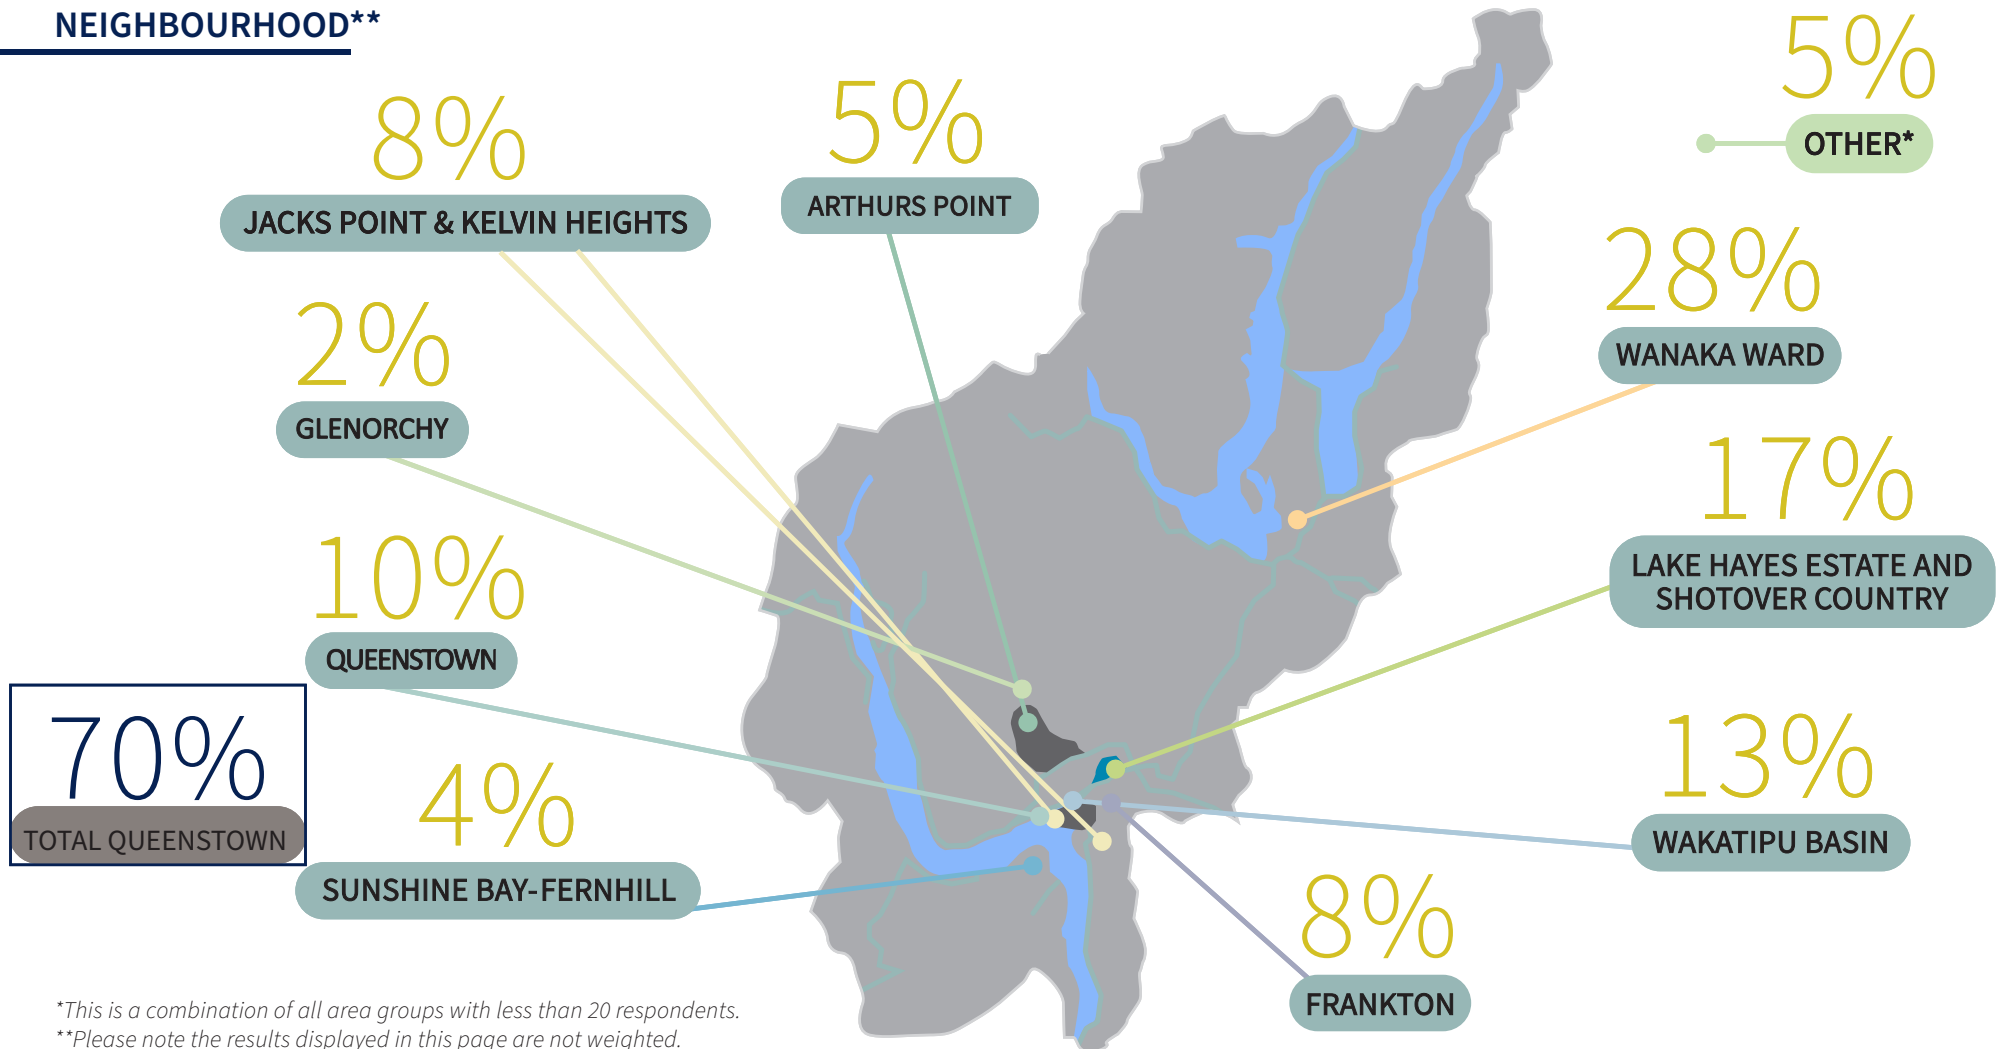 NEIGHBOURHOOD**
8%
JACKS POINT & KELVIN HEIGHTS
5%
ARTHURS POINT
5%
OTHER*
2%
GLENORCHY
28%
WANAKA WARD
10%
QUEENSTOWN
17%
LAKE HAYES ESTATE AND
SHOTOVER COUNTRY
70%
TOTAL QUEENSTOWN
4%
SUNSHINE BAY-FERNHILL
13%
WAKATIPU BASIN
8%
FRANKTON
*This is a combination of all area groups with less than 20 respondents.
**Please note the results displayed in this page are not weighted.